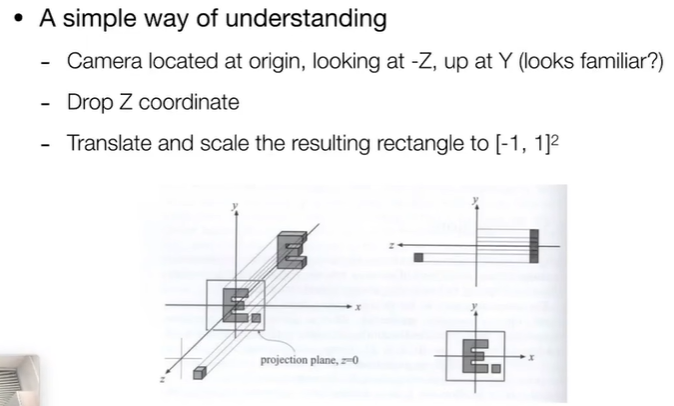 • A simple way of understanding
- Camera located at origin, looking at -Z, up at Y (looks familiar?)
- Drop Z coordinate
- Translate and scale the resulting rectangle to [-1, 1]²
y
y
z
E
E.
x
y
projection plane, z=0
E.
x
z